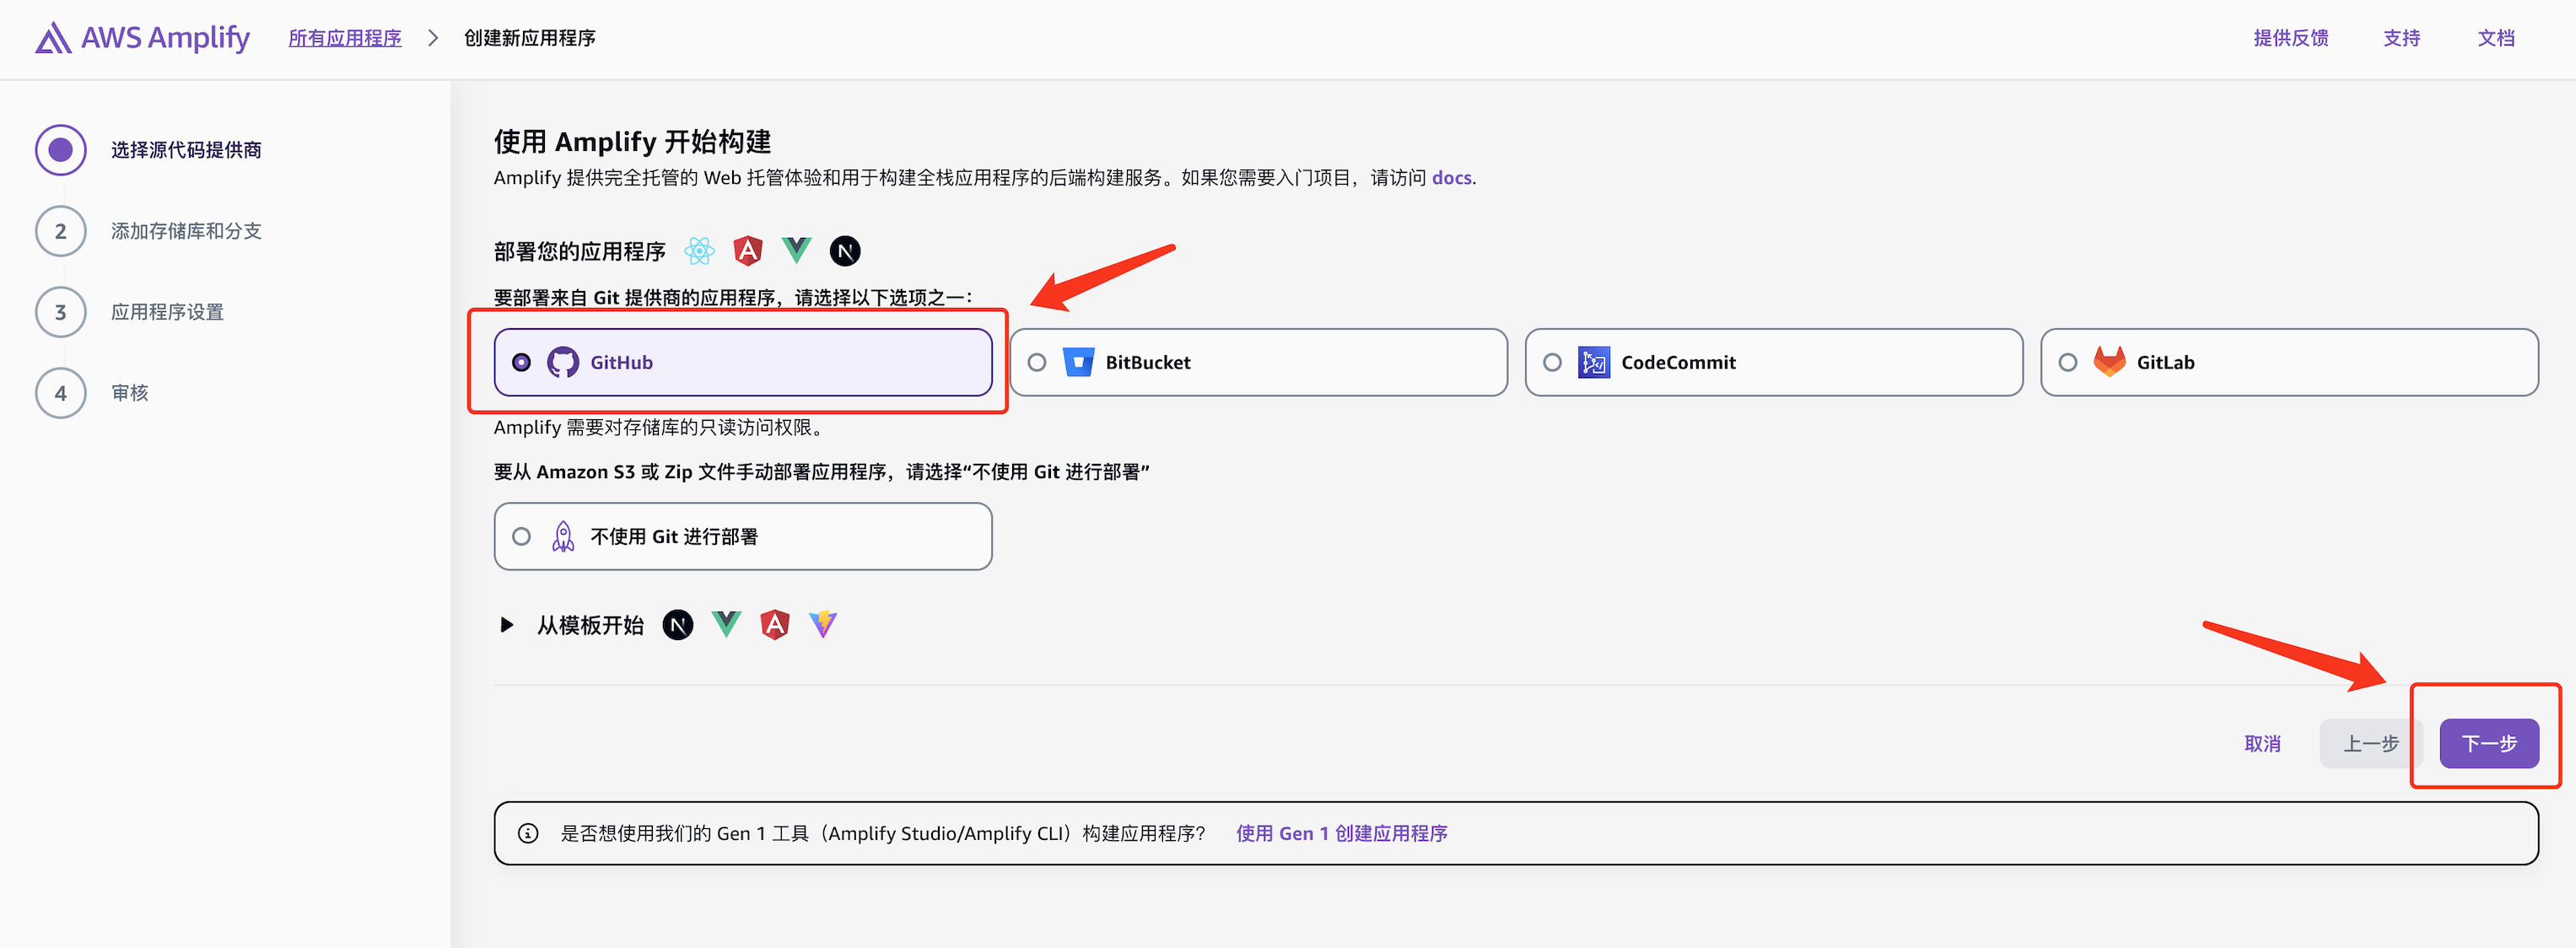 AWS Amplify 所有应用程序 创建新应用程序 提供反馈 支持 文档
选择源代码提供商
2 添加存储库和分支
3 应用程序设置
4 审核
使用 Amplify 开始构建
Amplify 提供完全托管的 Web 托管体验和用于构建全栈应用程序的后端构建服务。如果您需要入门项目，请访问 docs.
部署您的应用程序
要部署来自 Git 提供商的应用程序，请选择以下选项之一：
GitHub BitBucket CodeCommit GitLab
Amplify 需要对存储库的只读访问权限。
要从 Amazon S3 或 Zip 文件手动部署应用程序，请选择“不使用 Git 进行部署”
不使用 Git 进行部署
从模板开始
取消 上一步 下一步
是否想使用我们的 Gen 1 工具（Amplify Studio/Amplify CLI）构建应用程序？ 使用 Gen 1 创建应用程序